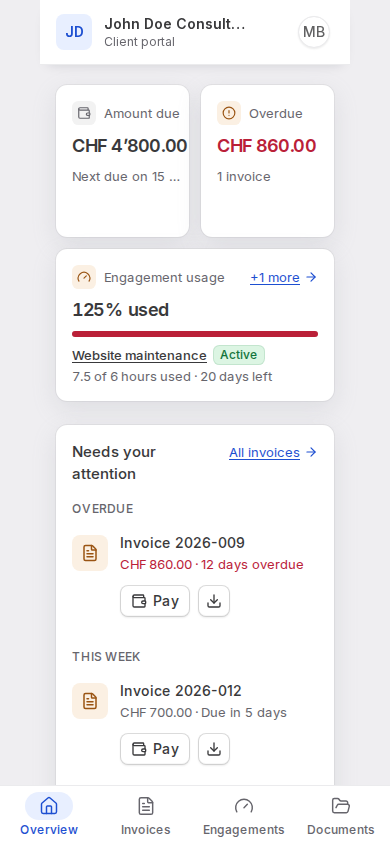 JD
John Doe Consult…
Client portal
MB
Amount due
CHF 4’800.00
Next due on 15 …
Overdue
CHF 860.00
1 invoice
Engagement usage
+1 more
125% used
Website maintenance
Active
7.5 of 6 hours used · 20 days left
Needs your
attention
All invoices
OVERDUE
Invoice 2026-009
CHF 860.00 · 12 days overdue
Pay
THIS WEEK
Invoice 2026-012
CHF 700.00 · Due in 5 days
Pay
Overview
Invoices
Engagements
Documents